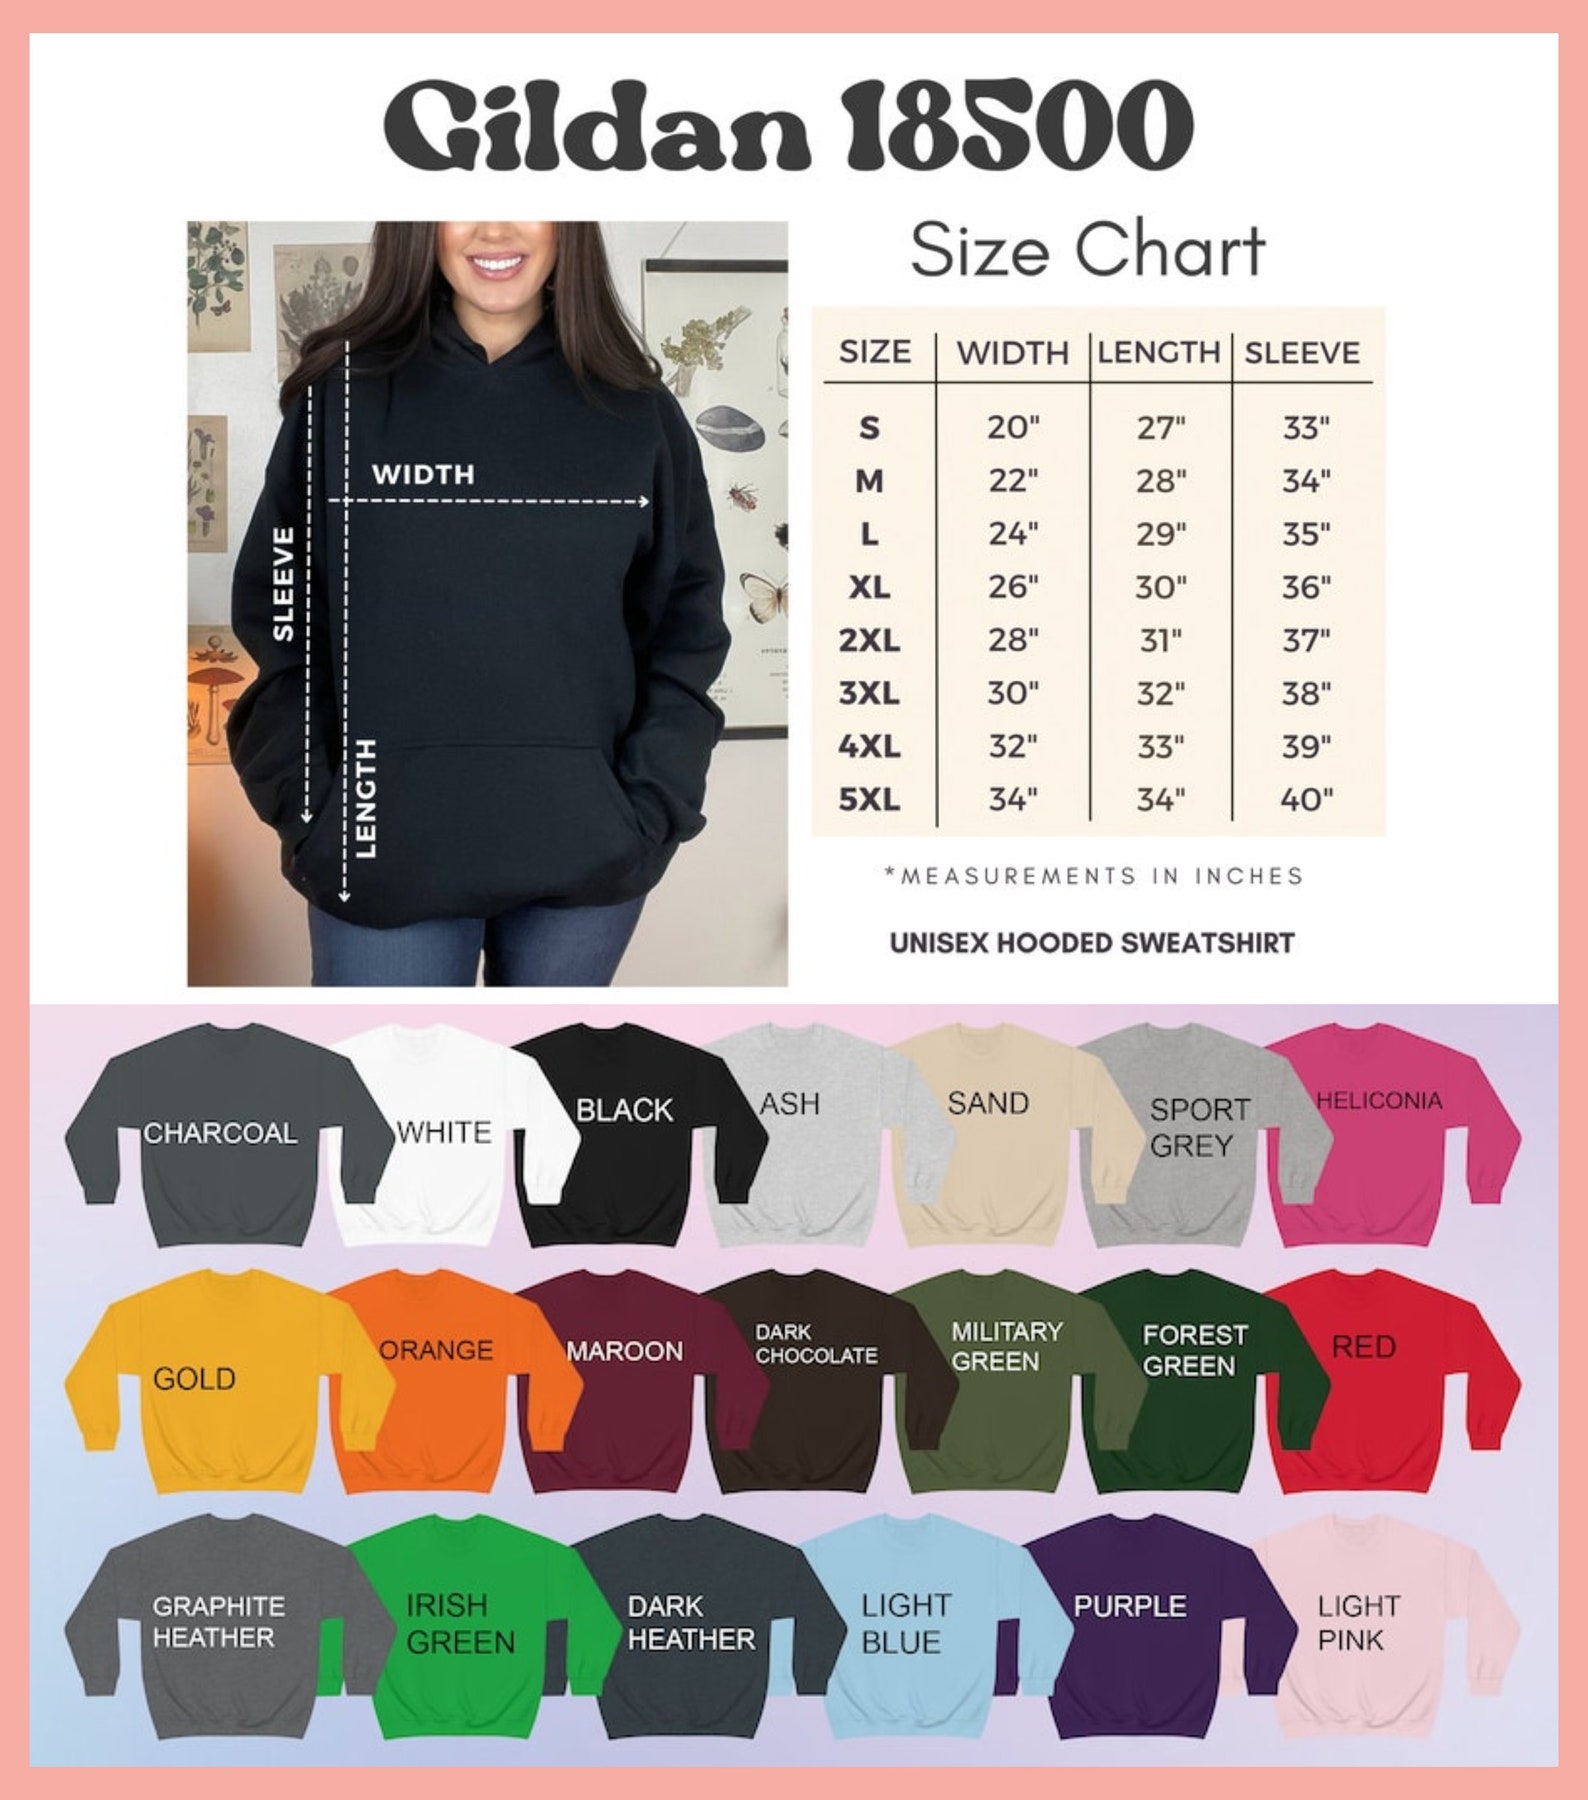 Gildan 18500
Size Chart
SIZE WIDTH LENGTH SLEEVE
S 20" 27" 33"
M 22" 28" 34"
L 24" 29" 35"
XL 26" 30" 36"
2XL 28" 31" 37"
3XL 30" 32" 38"
4XL 32" 33" 39"
5XL 34" 34" 40"
*MEASUREMENTS IN INCHES
UNISEX HOODED SWEATSHIRT
WIDTH
SLEEVE
LENGTH
CHARCOAL
WHITE
BLACK
ASH
SAND
SPORT
GREY
HELICONIA
GOLD
ORANGE
MAROON
DARK
CHOCOLATE
MILITARY
GREEN
FOREST
GREEN
RED
GRAPHITE
HEATHER
IRISH
GREEN
DARK
HEATHER
LIGHT
BLUE
PURPLE
LIGHT
PINK